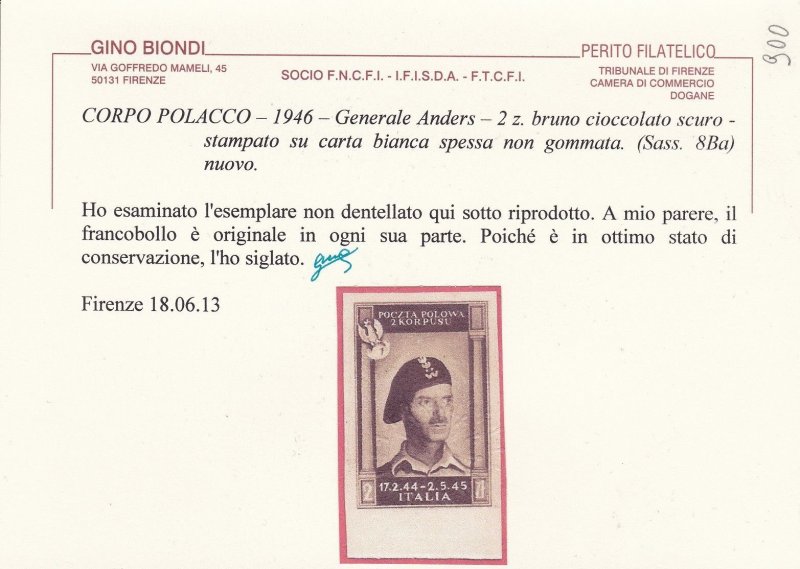 GINO BIONDI
VIA GOFFREDO MAMELI, 45
50131 FIRENZE
SOCIO F.N.C.F.I. - I.F.I.S.D.A. - F.T.C.F.I.
PERITO FILATELICO
TRIBUNALE DI FIRENZE
CAMERA DI COMMERCIO
DOGANE
900
CORPO POLACCO – 1946 – Generale Anders – 2 z. bruno cioccolato scuro -
stampato su carta bianca spessa non gommata. (Sass. 8Ba)
nuovo.
Ho esaminato l'esemplare non dentellato qui sotto riprodotto. A mio parere, il
francobollo è originale in ogni sua parte. Poiché è in ottimo stato di
conservazione, l'ho siglato.
Firenze 18.06.13
POCZTA POLOWA
2 KORPUSU
17.2.44 - 2.5.45
2 ITALIA